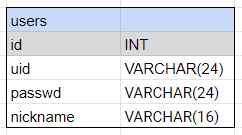 users
id INT
uid VARCHAR(24)
passwd VARCHAR(24)
nickname VARCHAR(16)